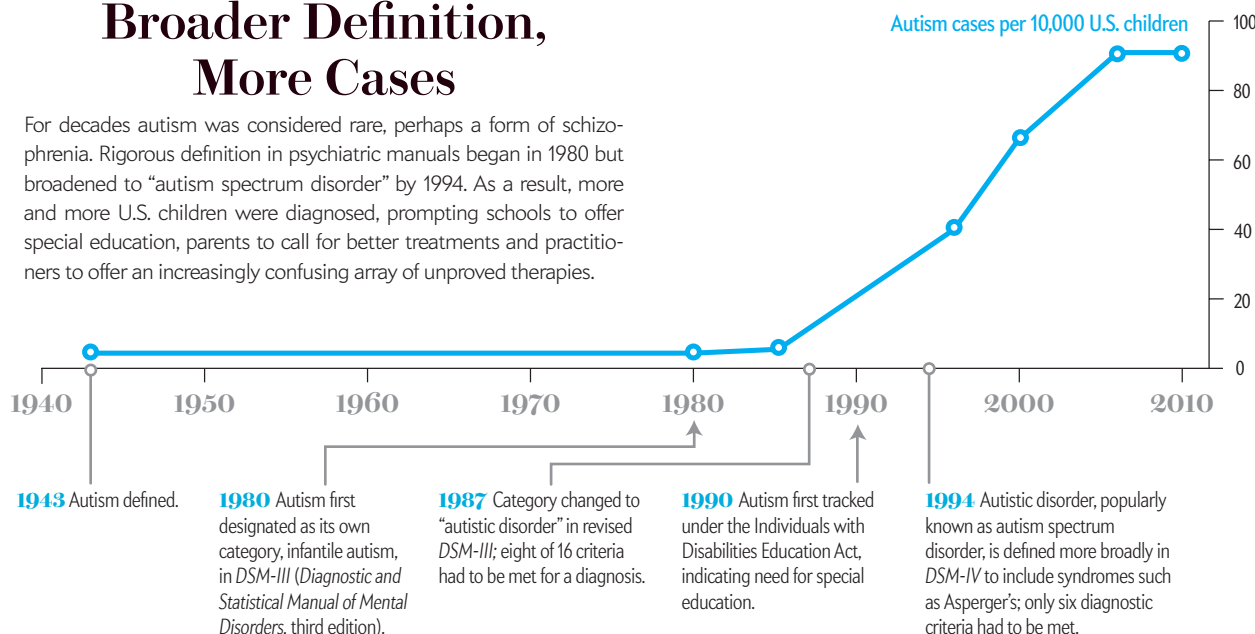 Broader Definition,
More Cases
For decades autism was considered rare, perhaps a form of schizo-
phrenia. Rigorous definition in psychiatric manuals began in 1980 but
broadened to “autism spectrum disorder” by 1994. As a result, more
and more U.S. children were diagnosed, prompting schools to offer
special education, parents to call for better treatments and practitio-
ners to offer an increasingly confusing array of unproved therapies.
Autism cases per 10,000 U.S. children
100
80
60
40
20
0
1940 1950 1960 1970 1980 1990 2000 2010
1943 Autism defined.
1980 Autism first
designated as its own
category, infantile autism,
in DSM-III (Diagnostic and
Statistical Manual of Mental
Disorders, third edition).
1987 Category changed to
“autistic disorder” in revised
DSM-III; eight of 16 criteria
had to be met for a diagnosis.
1990 Autism first tracked
under the Individuals with
Disabilities Education Act,
indicating need for special
education.
1994 Autistic disorder, popularly
known as autism spectrum
disorder, is defined more broadly in
DSM-IV to include syndromes such
as Asperger’s; only six diagnostic
criteria had to be met.